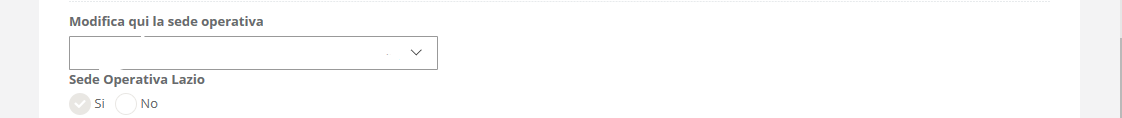 Modifica qui la sede operativa
Sede Operativa Lazio
Si No